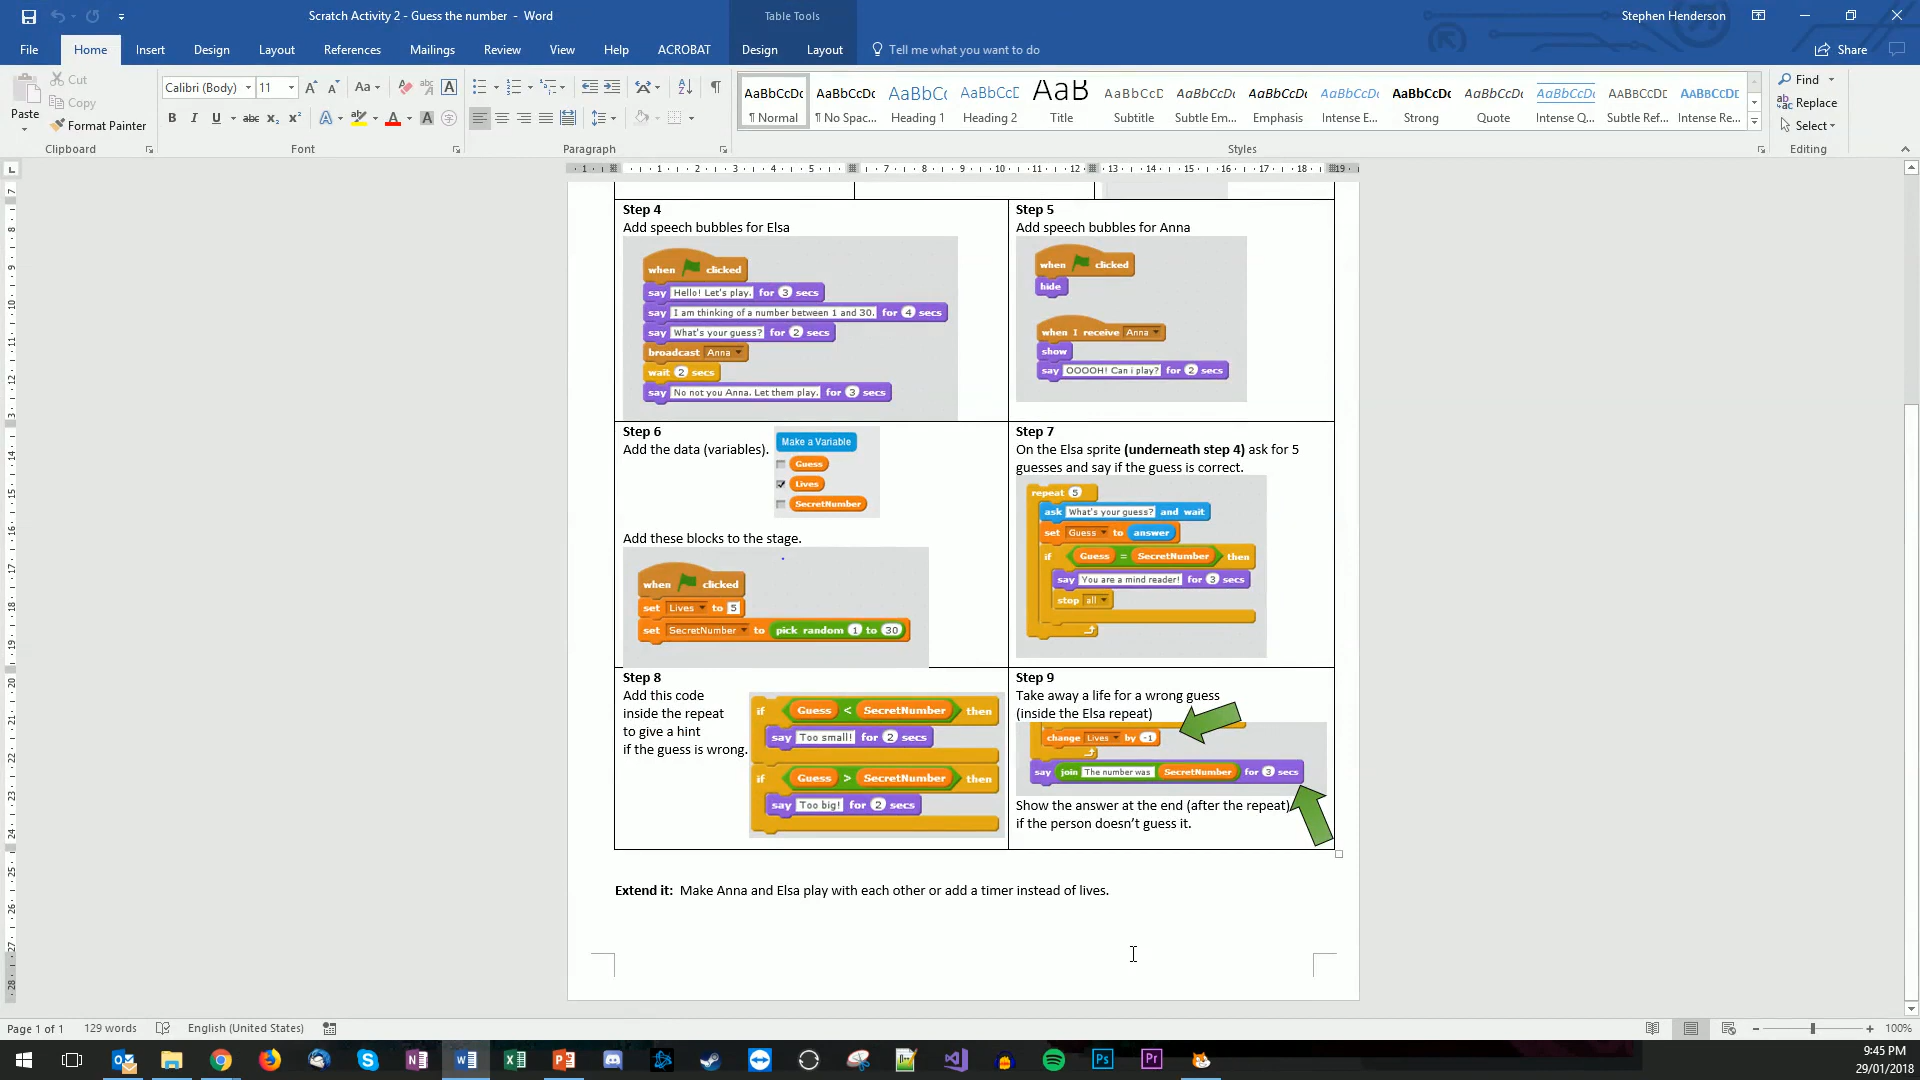 Scratch Activity 2 - Guess the number - Word
Table Tools
Stephen Henderson
File Home Insert Design Layout References Mailings Review View Help ACROBAT Design Layout Tell me what you want to do Share
Paste
Cut
Copy
Format Painter
Calibri (Body) 11
AaBbCcDc ¶ Normal
AaBbCcDc ¶ No Spac...
AaBbCc Heading 1
AaBbCcD Heading 2
AaB Title
AaBbCcD Subtitle
AaBbCcDc Subtle Em...
AaBbCcDc Emphasis
AaBbCcDc Intense E...
AaBbCcDc Strong
AaBbCcDc Quote
AaBbCcDc Intense Q...
AaBbCcDc Subtle Ref...
AaBbCcDc Intense Re...
Find
Replace
Select
Clipboard Font Paragraph Styles Editing
Step 4
Add speech bubbles for Elsa
when clicked
say Hello! Let's play. for 3 secs
say I am thinking of a number between 1 and 30. for 4 secs
say What's your guess? for 2 secs
broadcast Anna
wait 2 secs
say No not you Anna. Let them play. for 3 secs
Step 5
Add speech bubbles for Anna
when clicked
hide
when I receive Anna
show
say OOOOH! Can i play? for 2 secs
Step 6
Add the data (variables).
Make a Variable
Guess
Lives
SecretNumber
Add these blocks to the stage.
when clicked
set Lives to 5
set SecretNumber to pick random 1 to 30
Step 7
On the Elsa sprite (underneath step 4) ask for 5
guesses and say if the guess is correct.
repeat 5
ask What's your guess? and wait
set Guess to answer
if Guess = SecretNumber then
say You are a mind reader! for 3 secs
stop all
Step 8
Add this code
inside the repeat
to give a hint
if the guess is wrong.
if Guess < SecretNumber then
say Too small! for 2 secs
if Guess > SecretNumber then
say Too big! for 2 secs
Step 9
Take away a life for a wrong guess
(inside the Elsa repeat)
change Lives by -1
say join The number was SecretNumber for 3 secs
Show the answer at the end (after the repeat)
if the person doesn't guess it.
Extend it: Make Anna and Elsa play with each other or add a timer instead of lives.
Page 1 of 1 129 words English (United States) 100%
9:45 PM
29/01/2018